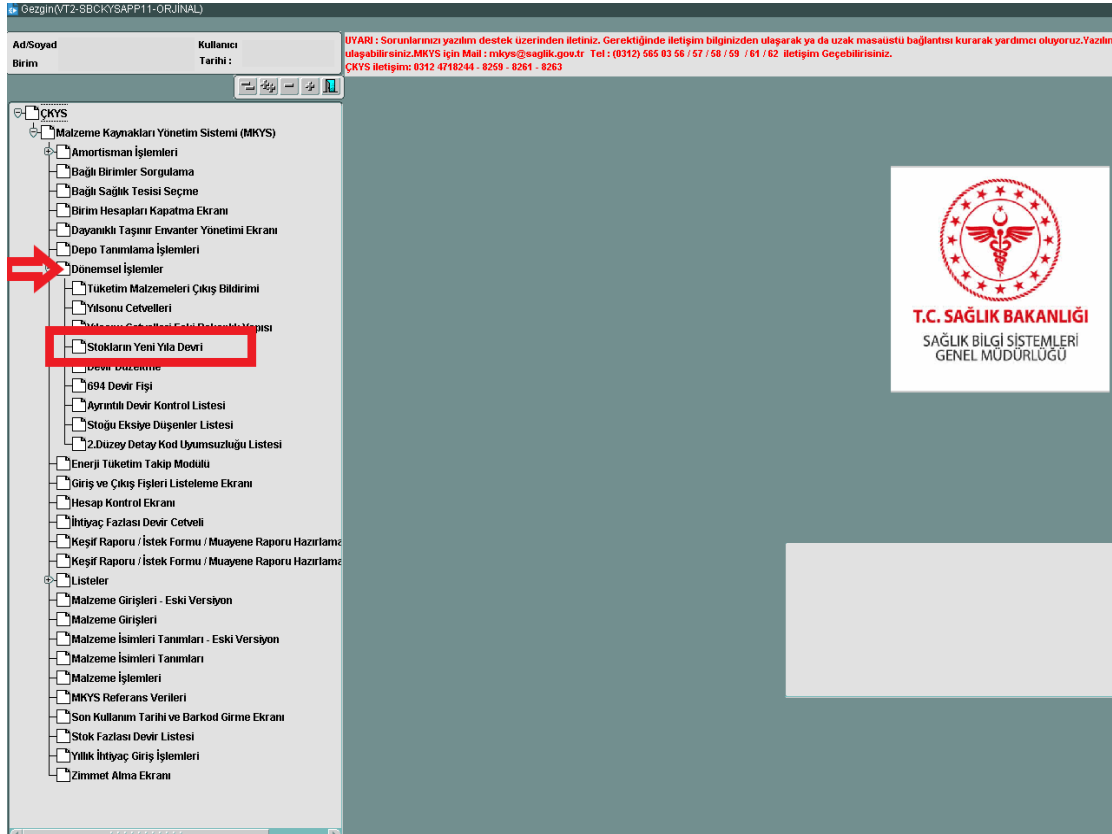 Gezgin(VT2-SBCKYSAPP11-ORJİNAL)
Ad/Soyad
Kullanıcı
Birim
Tarihi :
UYARI : Sorunlarınızı yazılım destek üzerinden iletiniz. Gerektiğinde iletişim bilginizden ulaşarak ya da uzak masaüstü bağlantısı kurarak yardımcı oluyoruz.Yazılım
ulaşabilirsiniz.MKYS için Mail : mkys@saglik.gov.tr Tel : (0312) 565 03 56 / 57 / 58 / 59 / 61 / 62 iletişim Geçebilirisiniz.
ÇKYS iletişim: 0312 4718244 - 8259 - 8261 - 8263
ÇKYS
Malzeme Kaynakları Yönetim Sistemi (MKYS)
Amortisman İşlemleri
Bağlı Birimler Sorgulama
Bağlı Sağlık Tesisi Seçme
Birim Hesapları Kapatma Ekranı
Dayanıklı Taşınır Envanter Yönetimi Ekranı
Depo Tanımlama İşlemleri
Dönemsel İşlemler
Tüketim Malzemeleri Çıkış Bildirimi
Yılsonu Cetvelleri
Yılsonu Cetvelleri Eski Bakanlık Yapısı
Stokların Yeni Yıla Devri
Devir Düzeltme
694 Devir Fişi
Ayrıntılı Devir Kontrol Listesi
Stoğu Eksiye Düşenler Listesi
2.Düzey Detay Kod Uyumsuzluğu Listesi
Enerji Tüketim Takip Modülü
Giriş ve Çıkış Fişleri Listeleme Ekranı
Hesap Kontrol Ekranı
İhtiyaç Fazlası Devir Cetveli
Keşif Raporu / İstek Formu / Muayene Raporu Hazırlama
Keşif Raporu / İstek Formu / Muayene Raporu Hazırlama
Listeler
Malzeme Girişleri - Eski Versiyon
Malzeme Girişleri
Malzeme İsimleri Tanımları - Eski Versiyon
Malzeme İsimleri Tanımları
Malzeme İşlemleri
MKYS Referans Verileri
Son Kullanım Tarihi ve Barkod Girme Ekranı
Stok Fazlası Devir Listesi
Yıllık İhtiyaç Giriş İşlemleri
Zimmet Alma Ekranı
T.C. SAĞLIK BAKANLIĞI
SAĞLIK BİLGİ SİSTEMLERİ
GENEL MÜDÜRLÜĞÜ